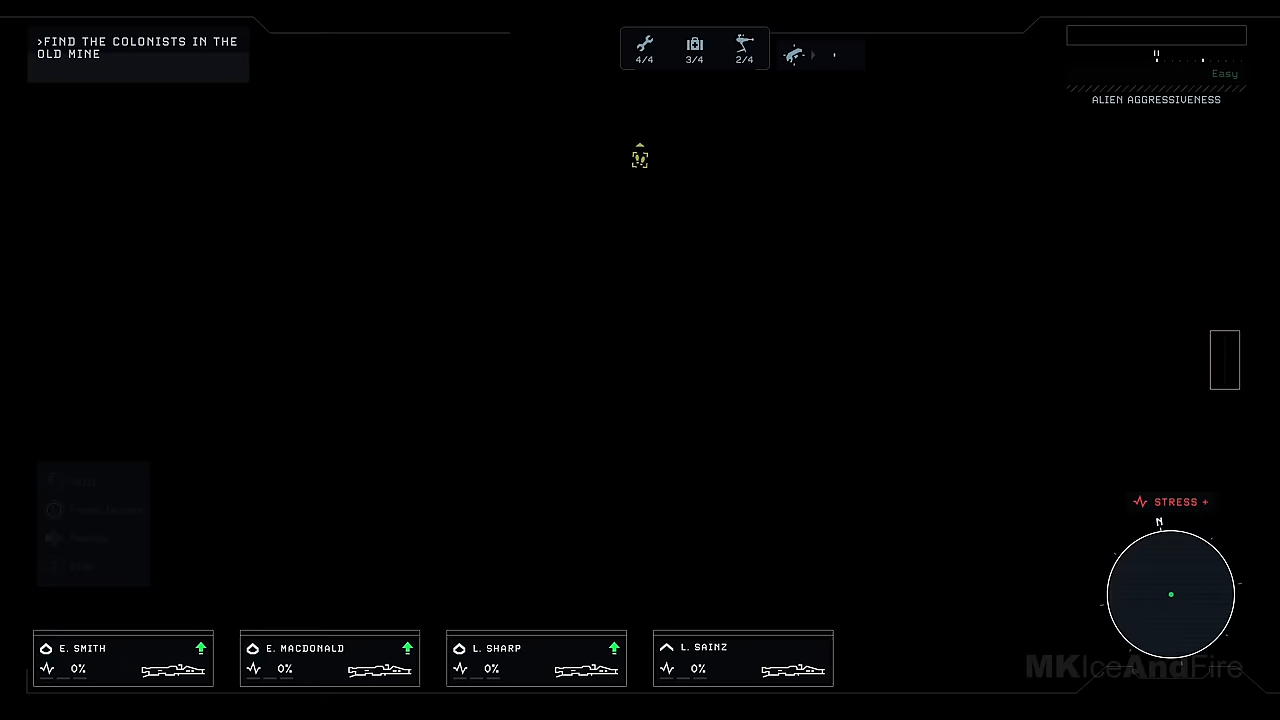 >FIND THE COLONISTS IN THE
OLD MINE
4/4
3/4
2/4
Easy
ALIEN AGGRESSIVENESS
STRESS +
N
E. SMITH
0%
E. MACDONALD
0%
L. SHARP
0%
L. SAINZ
0%
MKIceAndFire